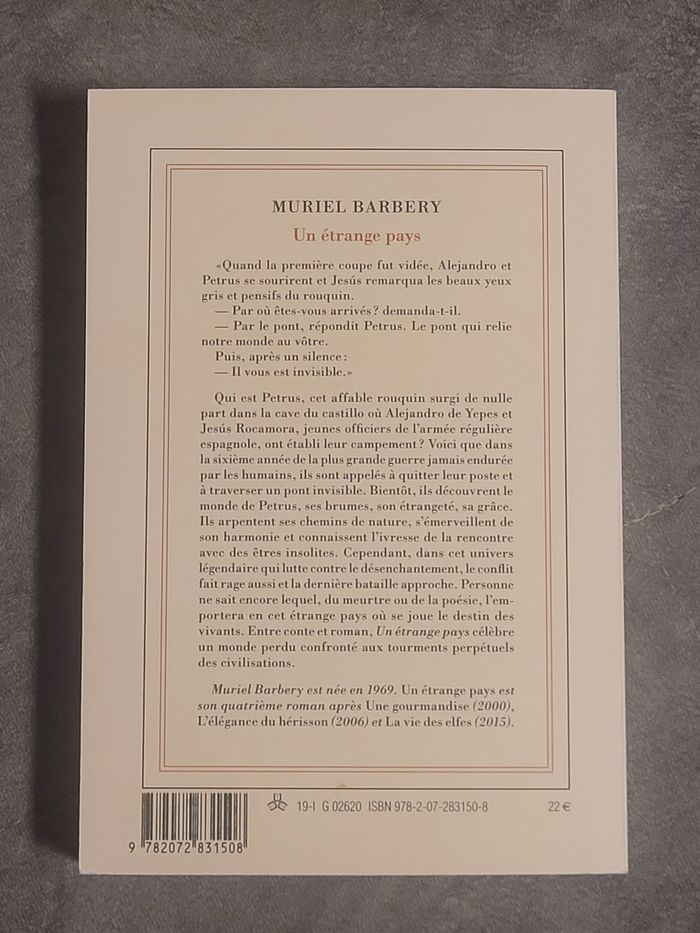 MURIEL BARBERY
Un étrange pays
«Quand la première coupe fut vidée, Alejandro et
Petrus se sourirent et Jesús remarqua les beaux yeux
gris et pensifs du rouquin.
— Par où êtes-vous arrivés ? demanda-t-il.
— Par le pont, répondit Petrus. Le pont qui relie
notre monde au vôtre.
Puis, après un silence :
— Il vous est invisible.»
Qui est Petrus, cet affable rouquin surgi de nulle
part dans la cave du castillo où Alejandro de Yepes et
Jesús Rocamora, jeunes officiers de l'armée régulière
espagnole, ont établi leur campement ? Voici que dans
la sixième année de la plus grande guerre jamais endurée
par les humains, ils sont appelés à quitter leur poste et
à traverser un pont invisible. Bientôt, ils découvrent le
monde de Petrus, ses brumes, son étrangeté, sa grâce.
Ils arpentent ses chemins de nature, s'émerveillent de
son harmonie et connaissent l'ivresse de la rencontre
avec des êtres insolites. Cependant, dans cet univers
légendaire qui lutte contre le désenchantement, le conflit
fait rage aussi et la dernière bataille approche. Personne
ne sait encore lequel, du meurtre ou de la poésie, l'em-
portera en cet étrange pays où se joue le destin des
vivants. Entre conte et roman, Un étrange pays célèbre
un monde perdu confronté aux tourments perpétuels
des civilisations.
Muriel Barbery est née en 1969. Un étrange pays est
son quatrième roman après Une gourmandise (2000),
L'élégance du hérisson (2006) et La vie des elfes (2015).
19-I G 02620 ISBN 978-2-07-283150-8 22 €
9 782072 831508